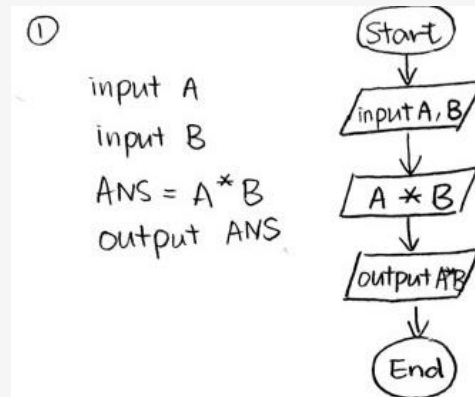 ①
input A
input B
ANS = A * B
output ANS
Start
input A, B
A * B
output A*B
End